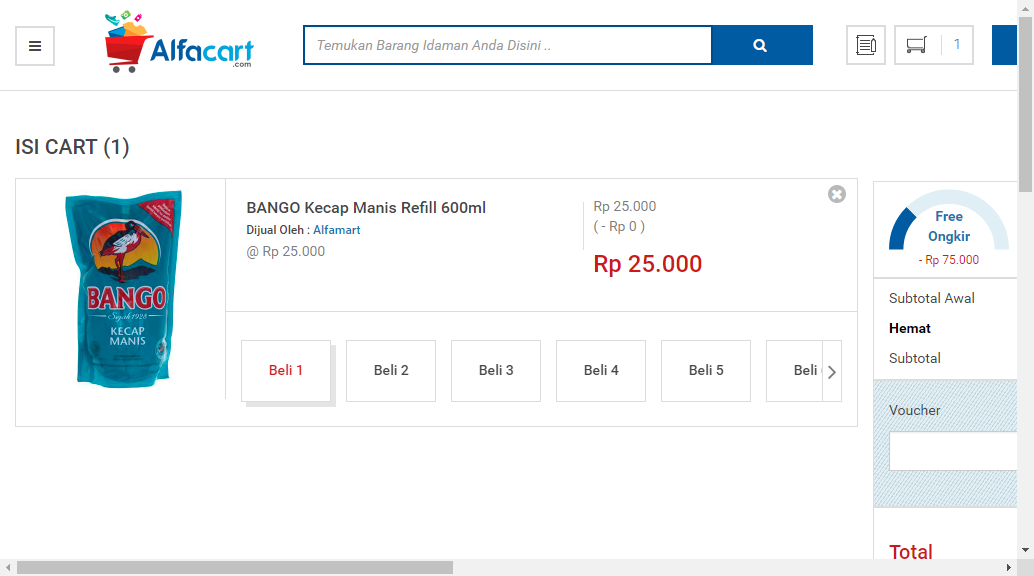 Alfacart
.com
Temukan Barang Idaman Anda Disini ..
1
ISI CART (1)
BANGO
Sejak 1928
KECAP
MANIS
BANGO Kecap Manis Refill 600ml
Dijual Oleh : Alfamart
@ Rp 25.000
Rp 25.000
( - Rp 0 )
Rp 25.000
Beli 1
Beli 2
Beli 3
Beli 4
Beli 5
Beli
Free
Ongkir
- Rp 75.000
Subtotal Awal
Hemat
Subtotal
Voucher
Total